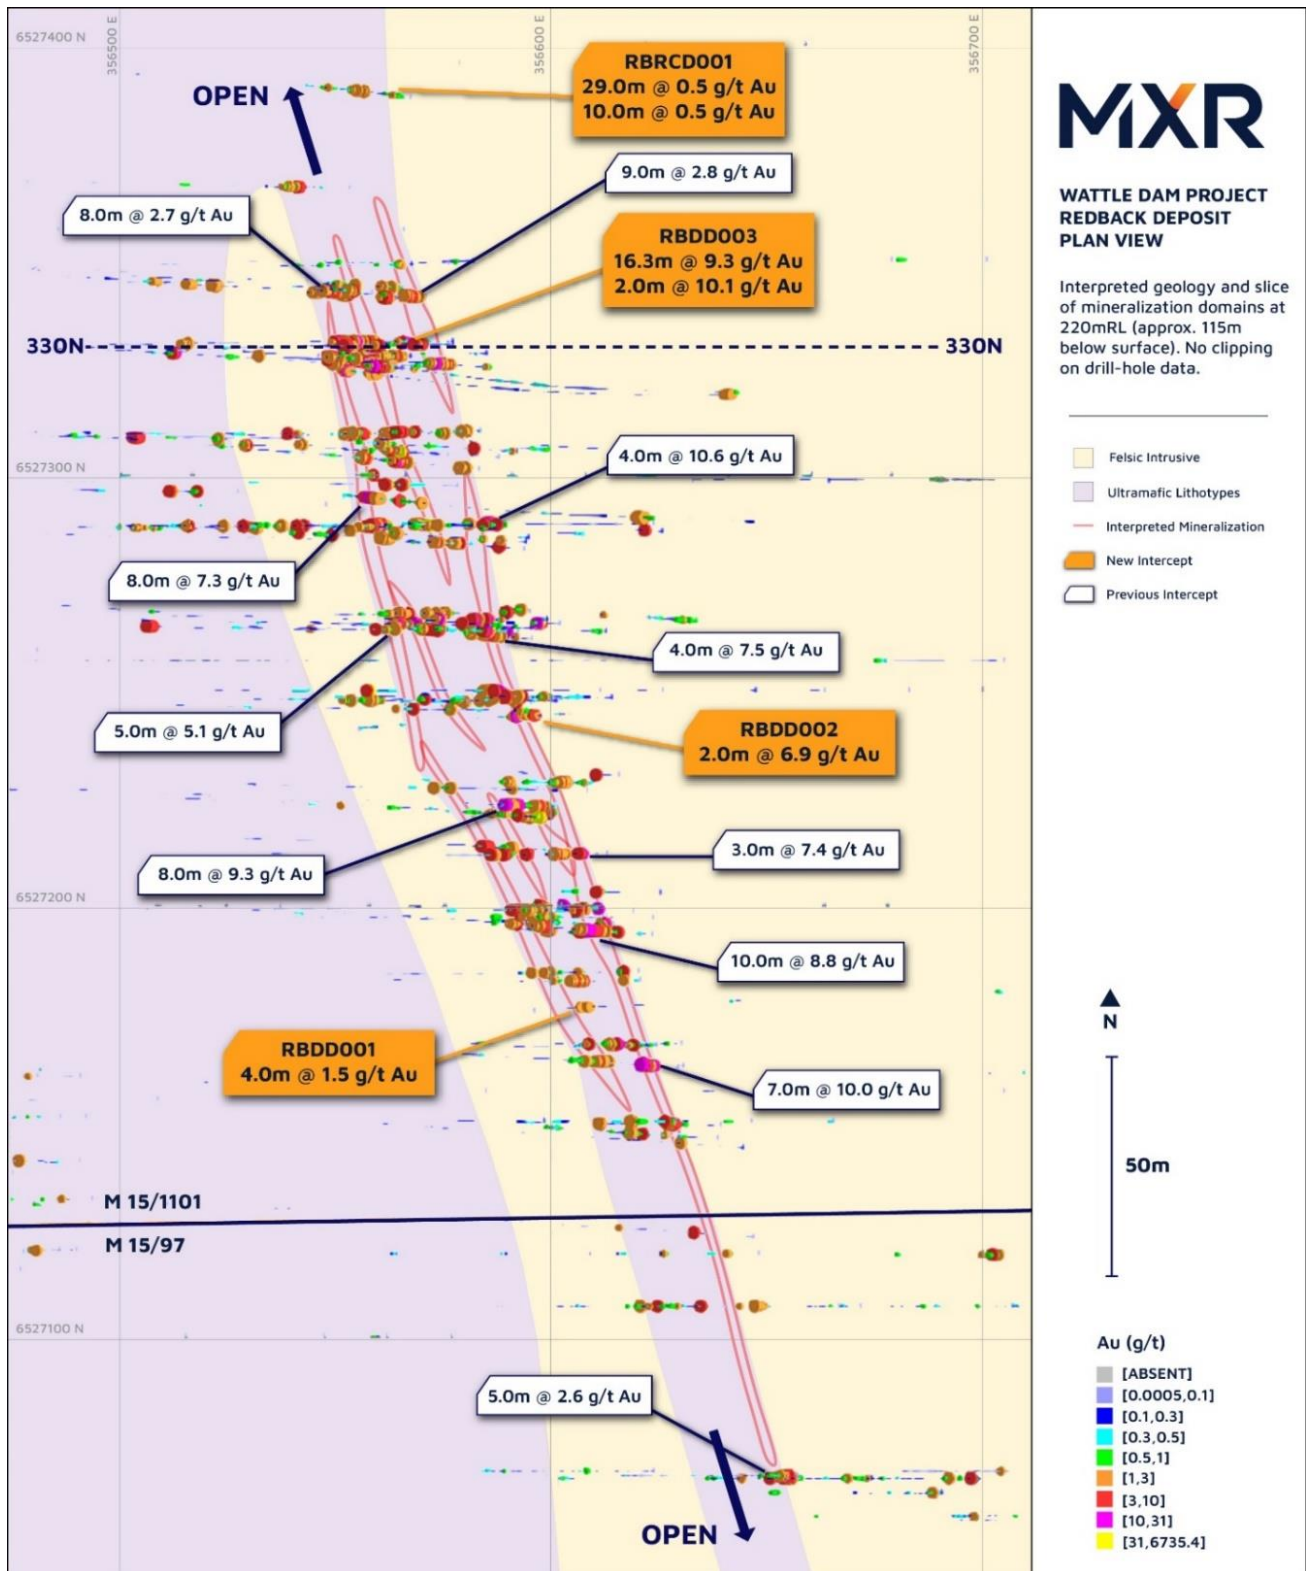 6527400 N
356500 E
356600 E
356700 E
OPEN
RBRCD001
29.0m @ 0.5 g/t Au
10.0m @ 0.5 g/t Au
9.0m @ 2.8 g/t Au
8.0m @ 2.7 g/t Au
RBDD003
16.3m @ 9.3 g/t Au
2.0m @ 10.1 g/t Au
330N
330N
6527300 N
4.0m @ 10.6 g/t Au
8.0m @ 7.3 g/t Au
4.0m @ 7.5 g/t Au
5.0m @ 5.1 g/t Au
RBDD002
2.0m @ 6.9 g/t Au
3.0m @ 7.4 g/t Au
8.0m @ 9.3 g/t Au
6527200 N
10.0m @ 8.8 g/t Au
RBDD001
4.0m @ 1.5 g/t Au
7.0m @ 10.0 g/t Au
M 15/1101
M 15/97
6527100 N
5.0m @ 2.6 g/t Au
OPEN
MXR
WATTLE DAM PROJECT
REDBACK DEPOSIT
PLAN VIEW
Interpreted geology and slice
of mineralization domains at
220mRL (approx. 115m
below surface). No clipping
on drill-hole data.
Felsic Intrusive
Ultramafic Lithotypes
Interpreted Mineralization
New Intercept
Previous Intercept
N
50m
Au (g/t)
[ABSENT]
[0.0005,0.1]
[0.1,0.3]
[0.3,0.5]
[0.5,1]
[1,3]
[3,10]
[10,31]
[31,6735.4]